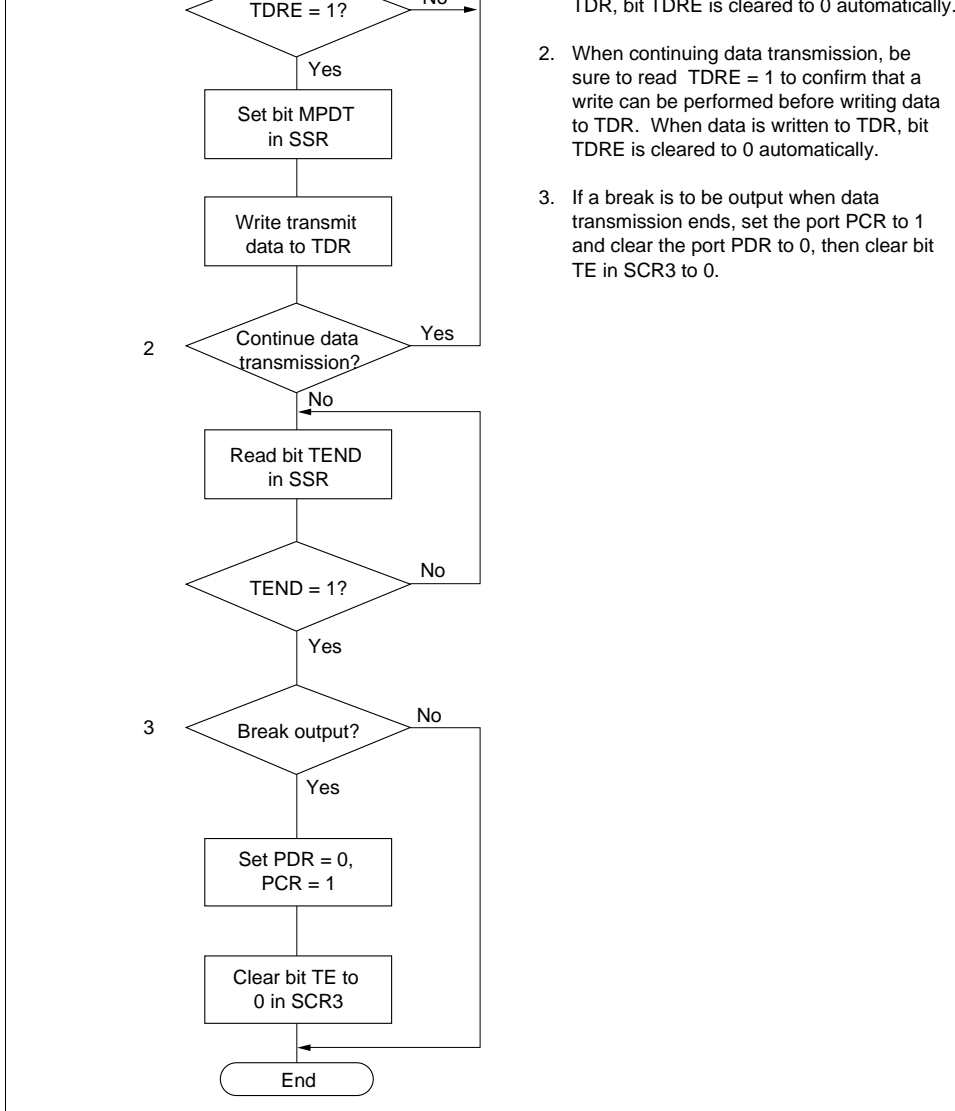 TDRE = 1?
No
Yes
Set bit MPDT
in SSR
Write transmit
data to TDR
2
Continue data
transmission?
Yes
No
Read bit TEND
in SSR
TEND = 1?
No
Yes
3
Break output?
No
Yes
Set PDR = 0,
PCR = 1
Clear bit TE to
0 in SCR3
End
TDR, bit TDRE is cleared to 0 automatically.
2. When continuing data transmission, be
sure to read TDRE = 1 to confirm that a
write can be performed before writing data
to TDR. When data is written to TDR, bit
TDRE is cleared to 0 automatically.
3. If a break is to be output when data
transmission ends, set the port PCR to 1
and clear the port PDR to 0, then clear bit
TE in SCR3 to 0.